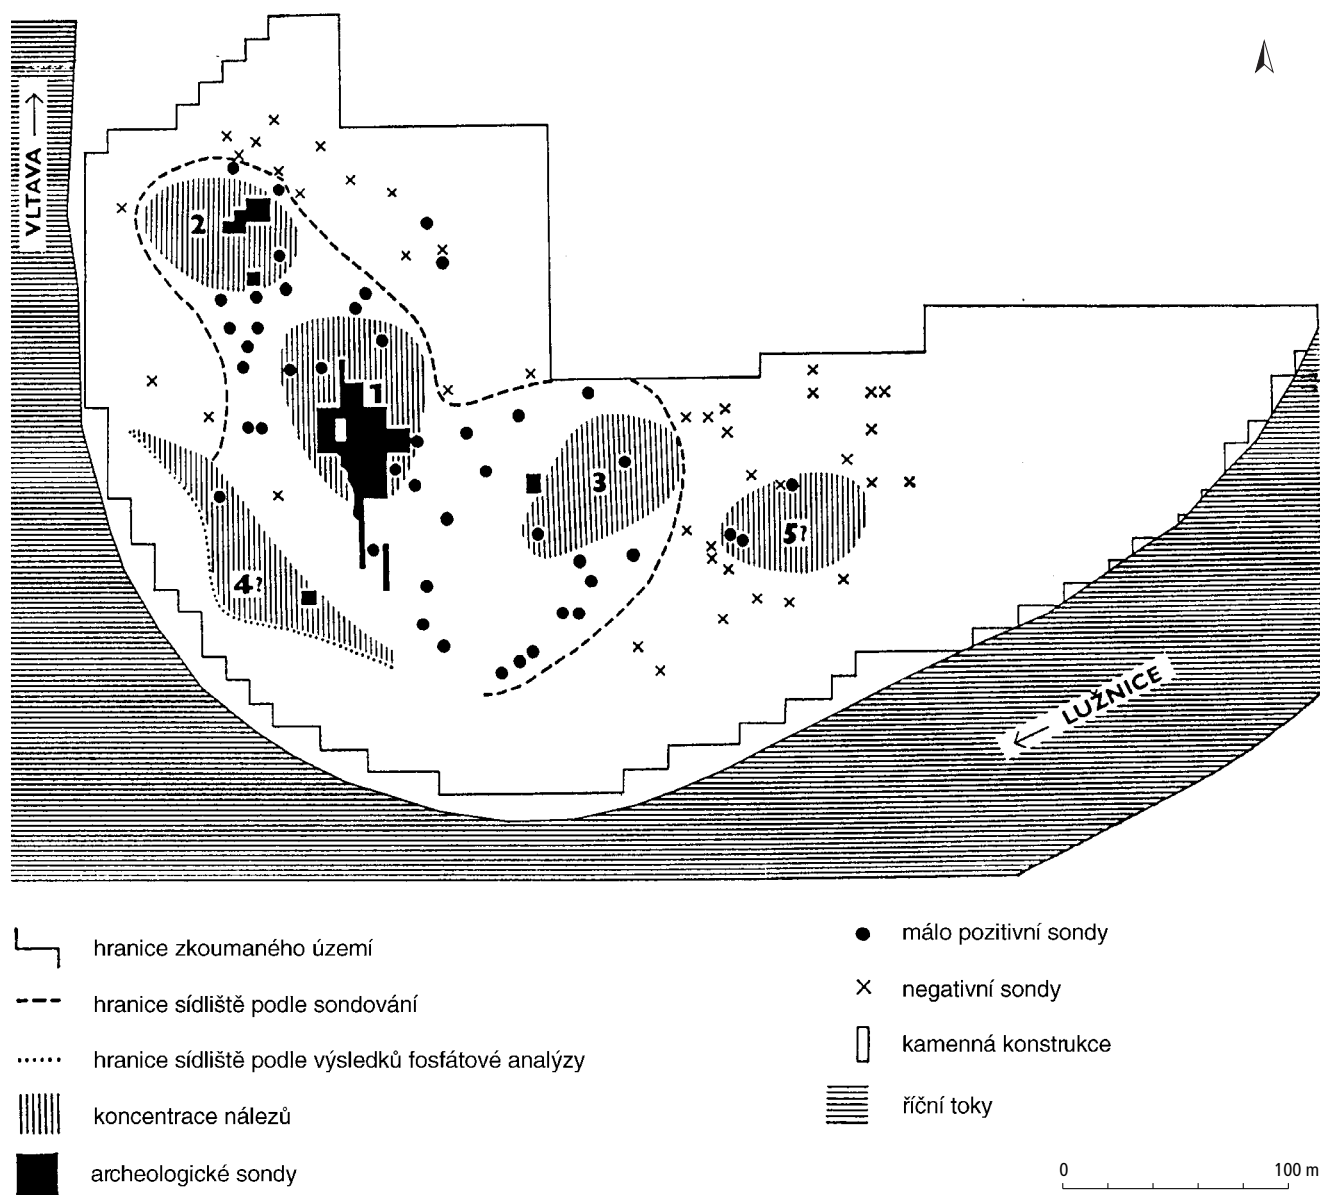 VLTAVA
2
1
3
5?
4?
LUŽNICE
hranice zkoumaného území
hranice sídliště podle sondování
hranice sídliště podle výsledků fosfátové analýzy
koncentrace nálezů
archeologické sondy
málo pozitivní sondy
negativní sondy
kamenná konstrukce
říční toky
0 100 m